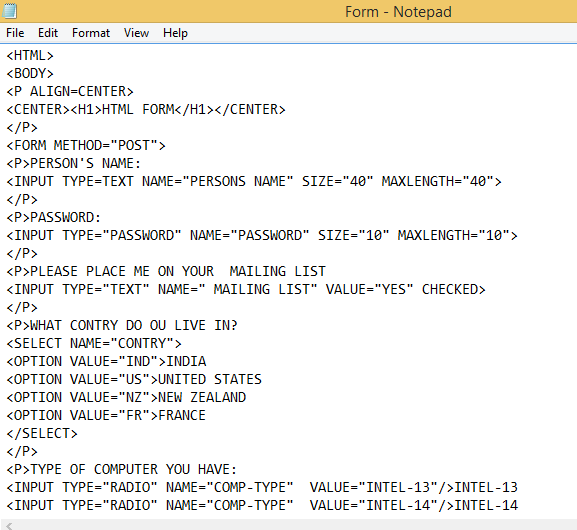 Form - Notepad
File Edit Format View Help
<HTML>
<BODY>
<P ALIGN=CENTER>
<CENTER><H1>HTML FORM</H1></CENTER>
</P>
<FORM METHOD="POST">
<P>PERSON'S NAME:
<INPUT TYPE=TEXT NAME="PERSONS NAME" SIZE="40" MAXLENGTH="40">
</P>
<P>PASSWORD:
<INPUT TYPE="PASSWORD" NAME="PASSWORD" SIZE="10" MAXLENGTH="10">
</P>
<P>PLEASE PLACE ME ON YOUR  MAILING LIST
<INPUT TYPE="TEXT" NAME=" MAILING LIST" VALUE="YES" CHECKED>
</P>
<P>WHAT CONTRY DO OU LIVE IN?
<SELECT NAME="CONTRY">
<OPTION VALUE="IND">INDIA
<OPTION VALUE="US">UNITED STATES
<OPTION VALUE="NZ">NEW ZEALAND
<OPTION VALUE="FR">FRANCE
</SELECT>
</P>
<P>TYPE OF COMPUTER YOU HAVE:
<INPUT TYPE="RADIO" NAME="COMP-TYPE"  VALUE="INTEL-13"/>INTEL-13
<INPUT TYPE="RADIO" NAME="COMP-TYPE"  VALUE="INTEL-14"/>INTEL-14